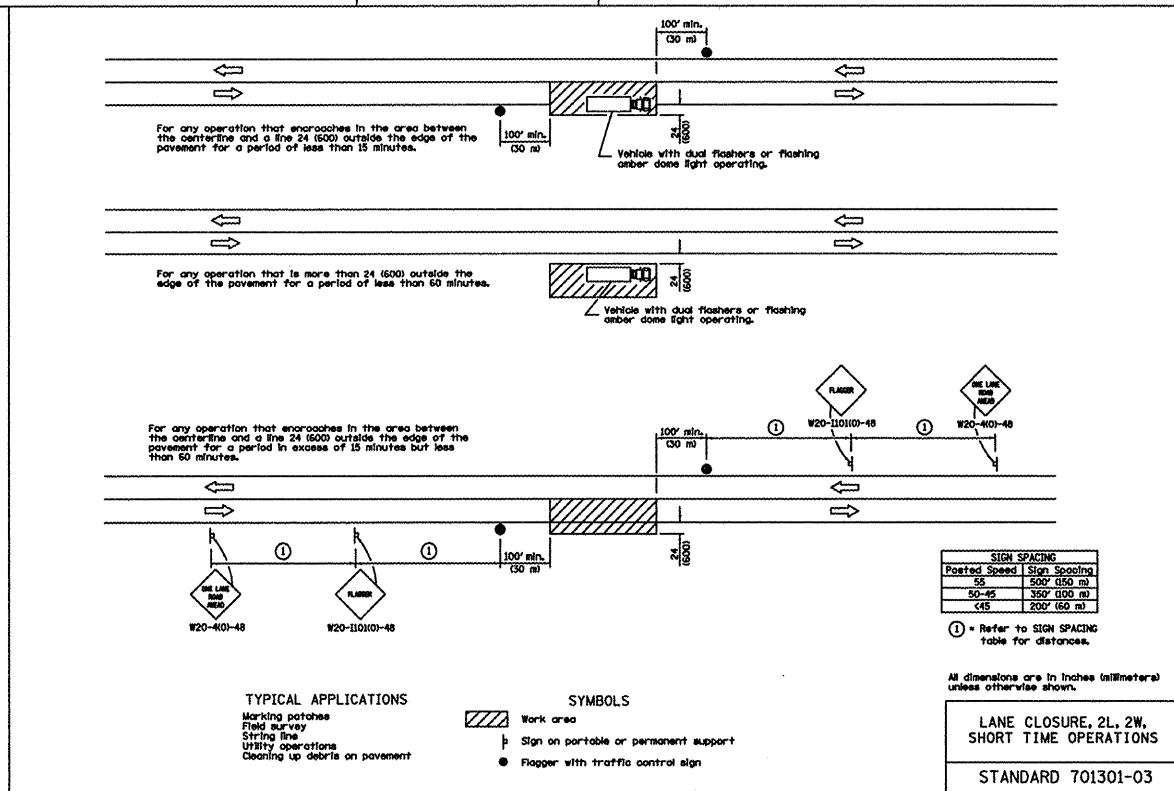 100' min.
(30 m)
For any operation that encroaches in the area between
the centerline and a line 24 (600) outside the edge of the
pavement for a period of less than 15 minutes.
100' min.
(30 m)
24
(600)
Vehicle with dual flashers or flashing
amber dome light operating.
For any operation that is more than 24 (600) outside the
edge of the pavement for a period of less than 60 minutes.
24
(600)
Vehicle with dual flashers or flashing
amber dome light operating.
FLAGGER
ONE LANE
ROAD
AHEAD
W20-I101(O)-48
W20-4(O)-48
For any operation that encroaches in the area between
the centerline and a line 24 (600) outside the edge of the
pavement for a period in excess of 15 minutes but less
than 60 minutes.
100' min.
(30 m)
1
1
1
1
100' min.
(30 m)
24
(600)
ONE LANE
ROAD
AHEAD
FLAGGER
W20-4(O)-48
W20-I101(O)-48
SIGN SPACING
Posted Speed Sign Spacing
55 500' (150 m)
50-45 350' (100 m)
<45 200' (60 m)
1 = Refer to SIGN SPACING
table for distances.
All dimensions are in inches (millimeters)
unless otherwise shown.
TYPICAL APPLICATIONS
Marking patches
Field survey
String line
Utility operations
Cleaning up debris on pavement
SYMBOLS
Work area
Sign on portable or permanent support
Flagger with traffic control sign
LANE CLOSURE, 2L, 2W,
SHORT TIME OPERATIONS
STANDARD 701301-03